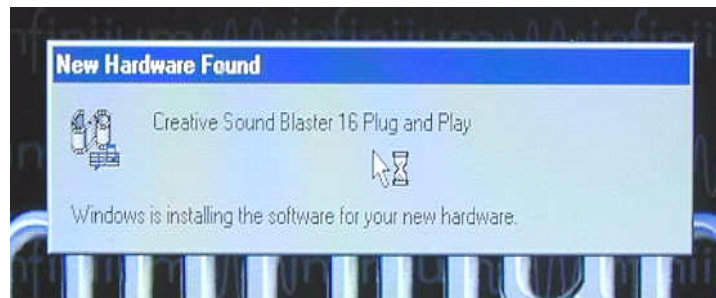 infiniium
New Hardware Found
Creative Sound Blaster 16 Plug and Play
Windows is installing the software for your new hardware.